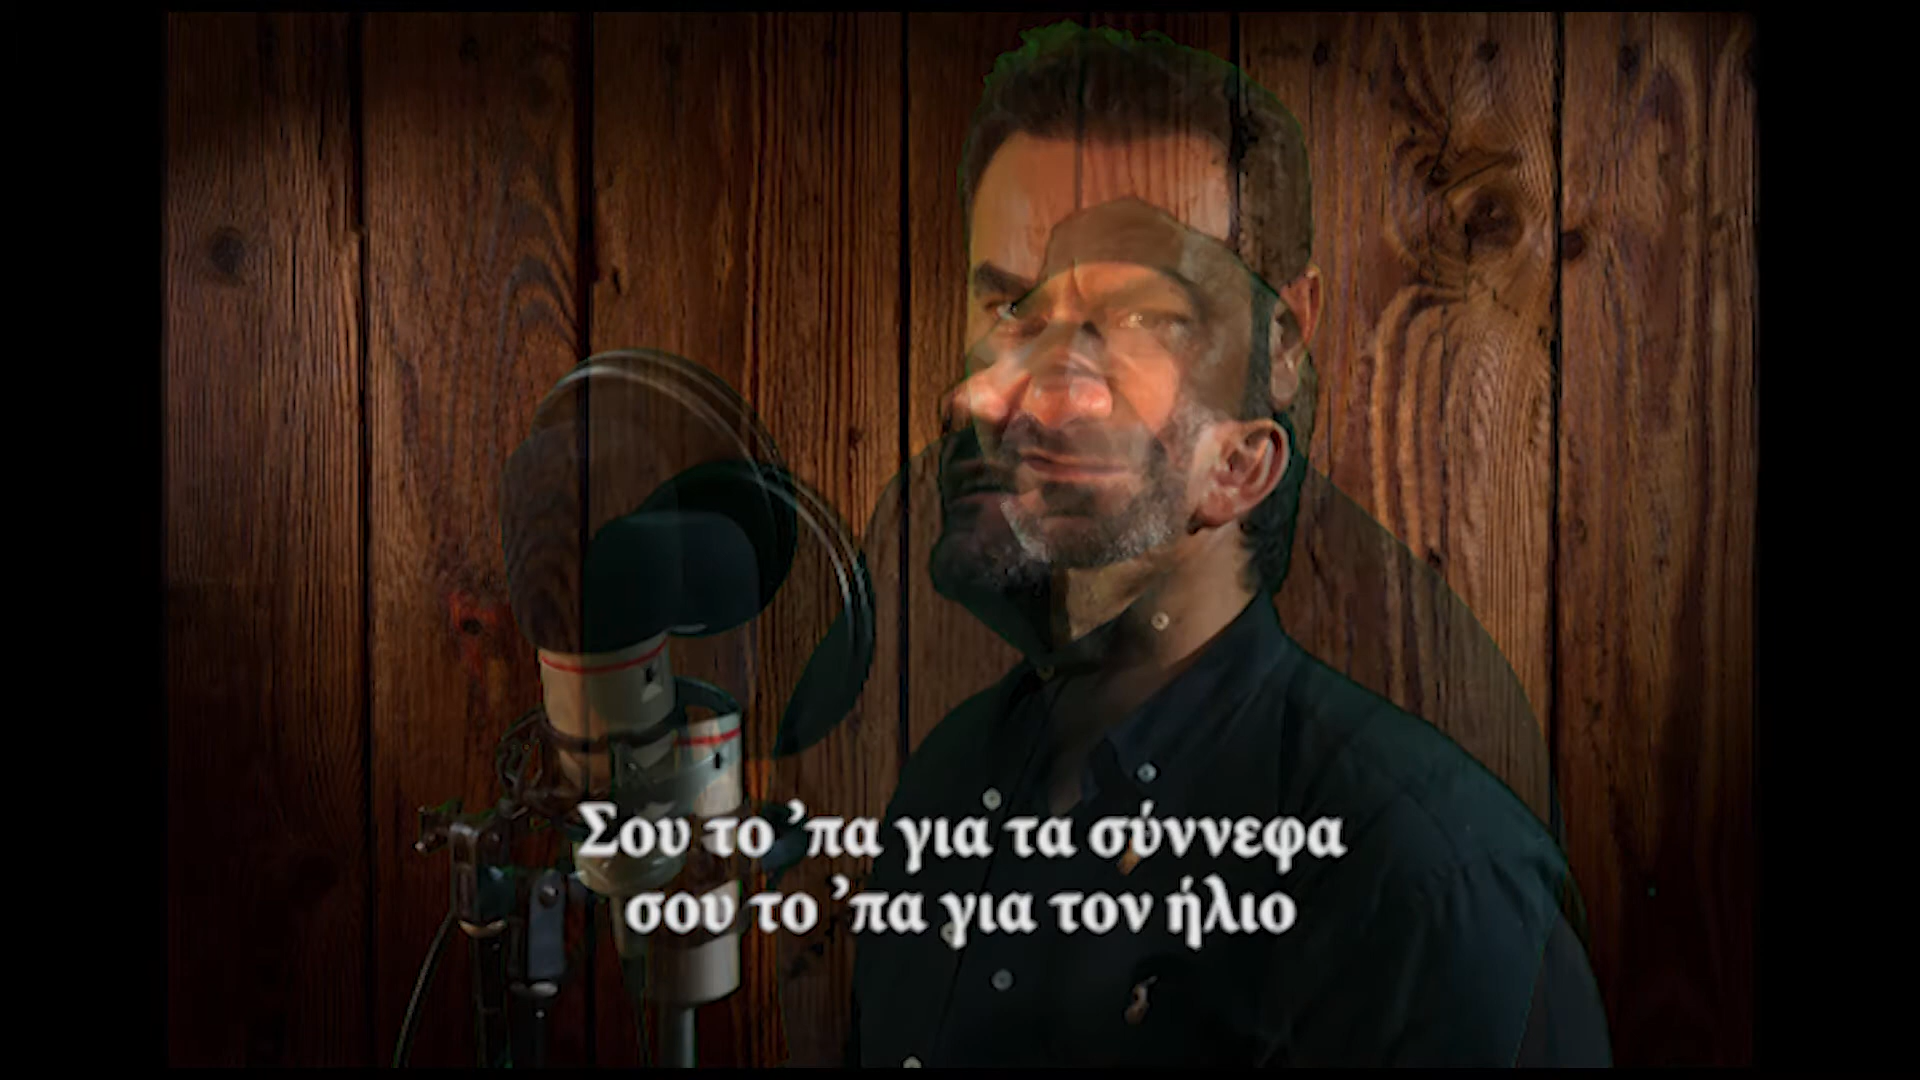 Σου το ’πα για τα σύννεφα
σου το ’πα για τον ήλιο